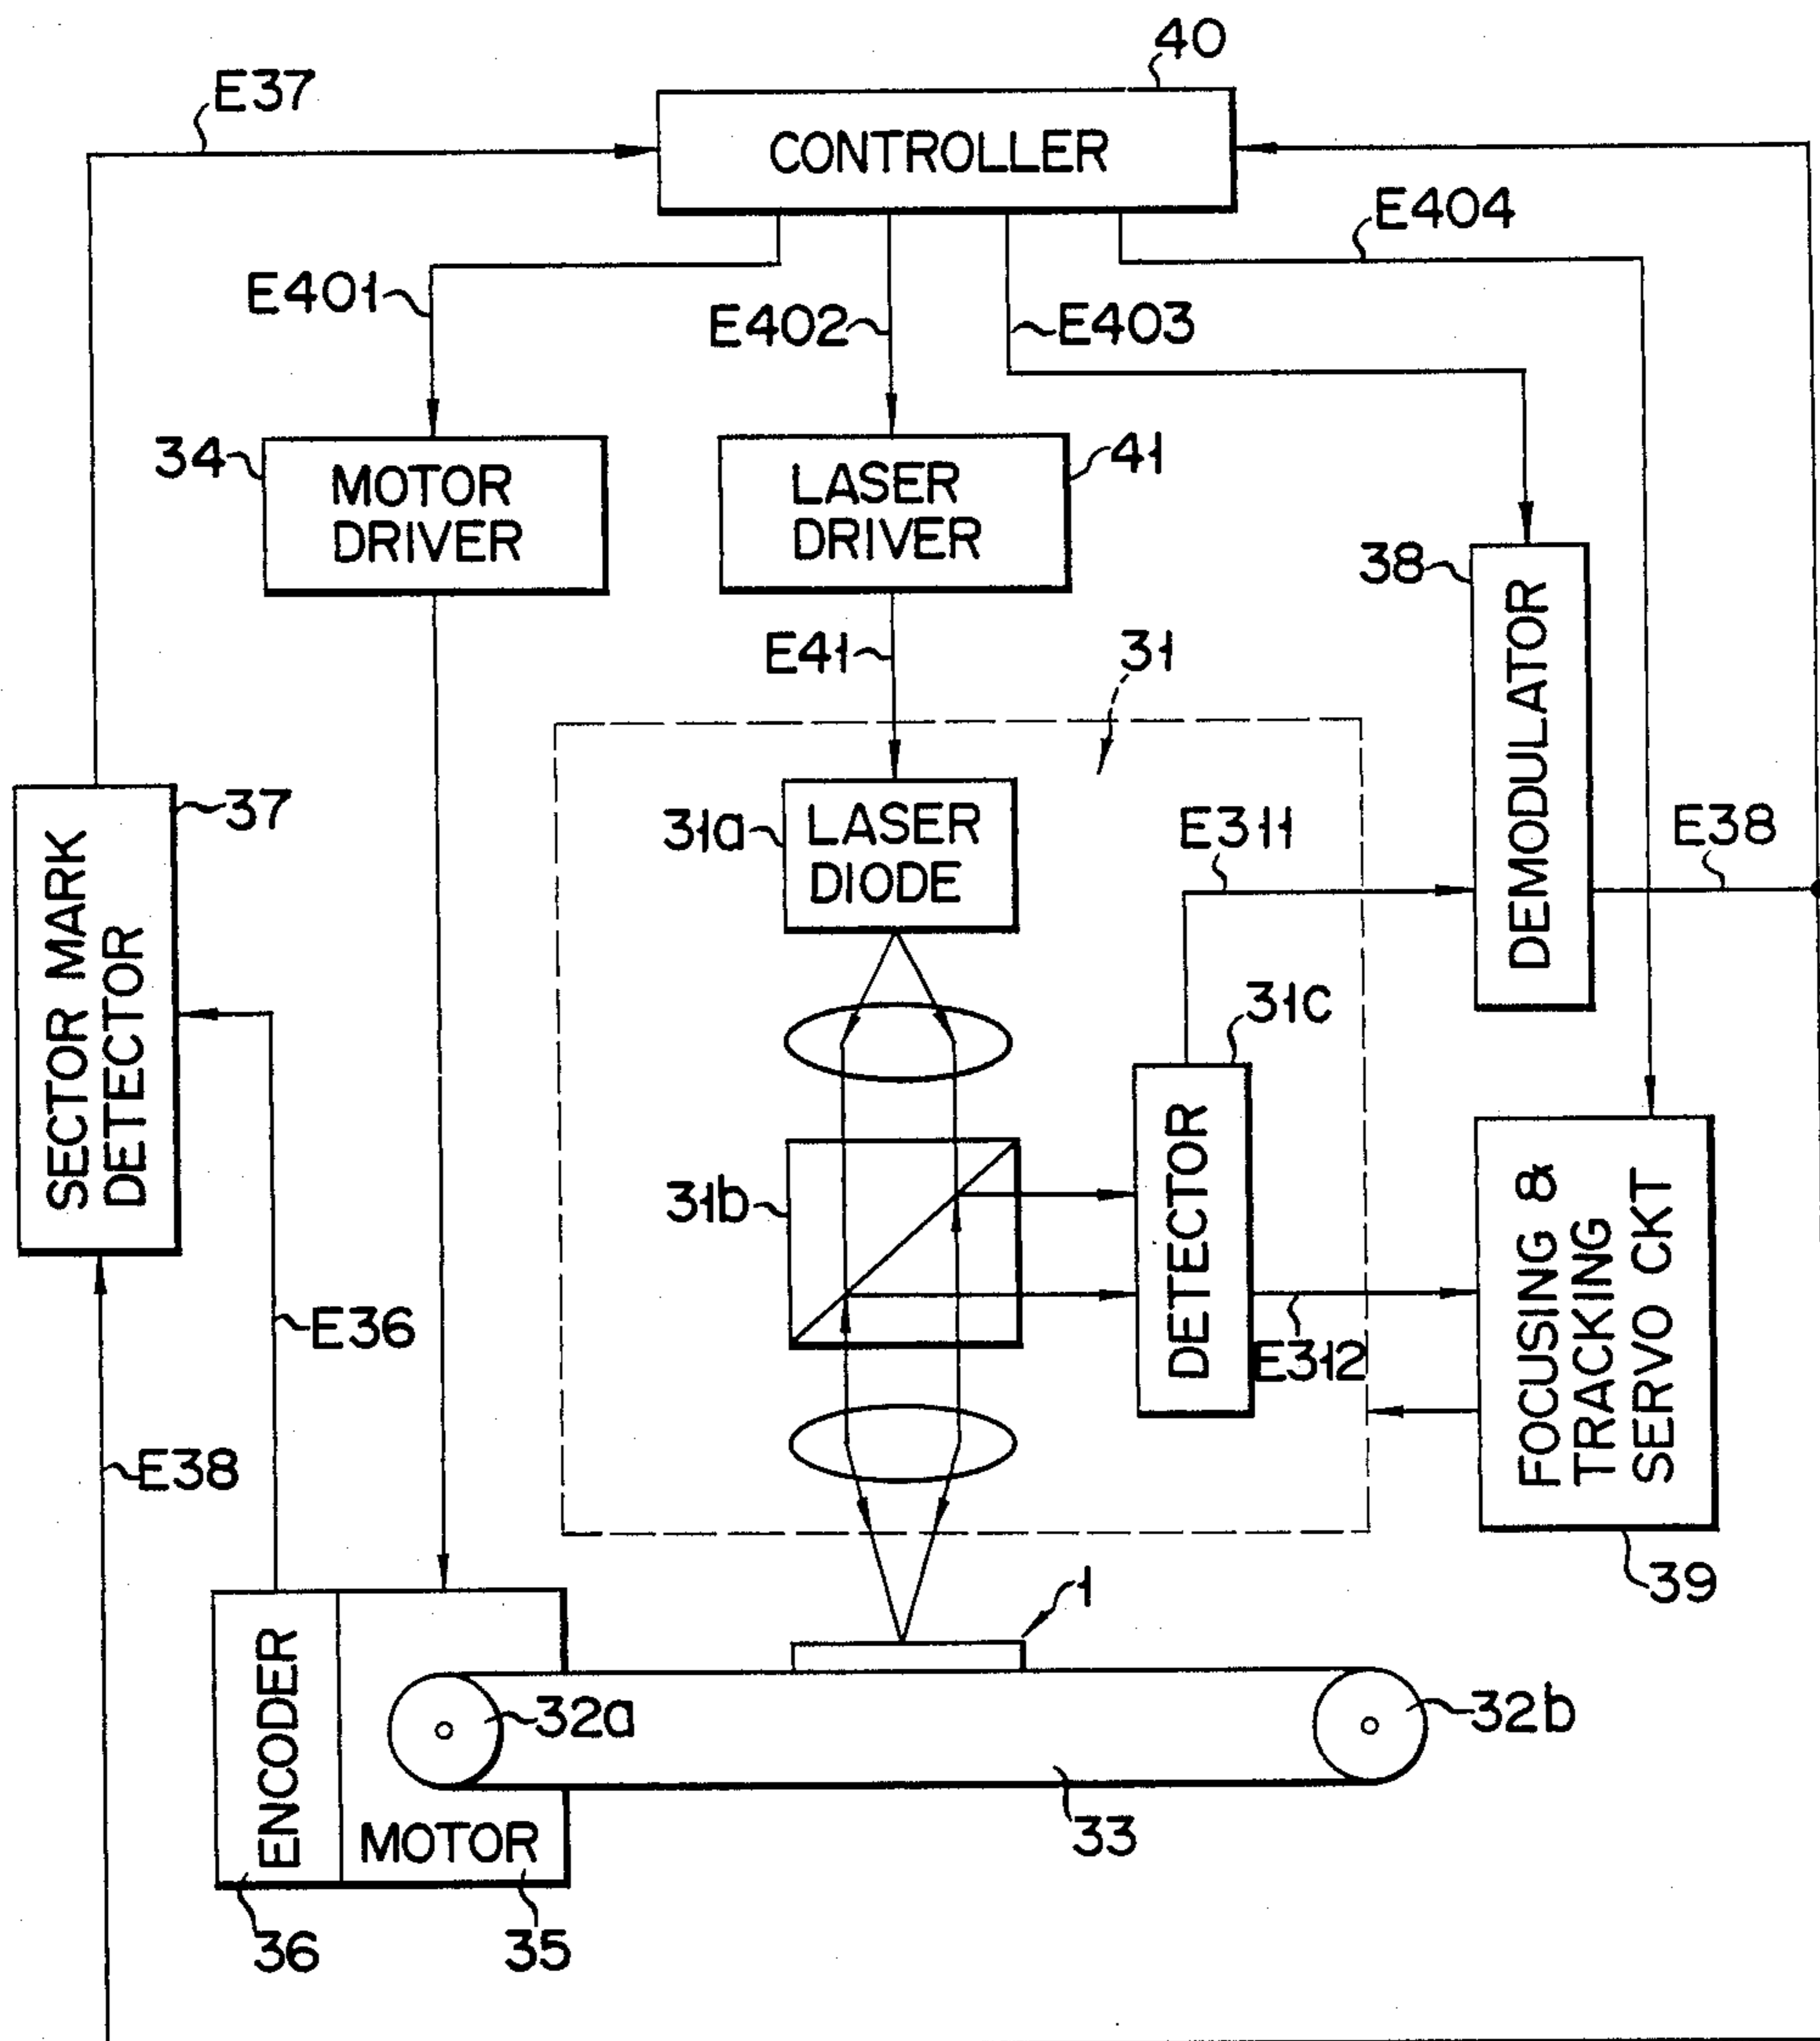 40
E37
CONTROLLER
E404
E401
E402
E403
34
MOTOR
DRIVER
LASER
DRIVER
41
38
DEMODULATOR
E41
31
37
SECTOR MARK
DETECTOR
31a
LASER
DIODE
E311
E38
31c
31b
DETECTOR
FOCUSING &
TRACKING
SERVO CKT
E36
E312
E38
39
1
ENCODER
32a
32b
MOTOR
33
36
35